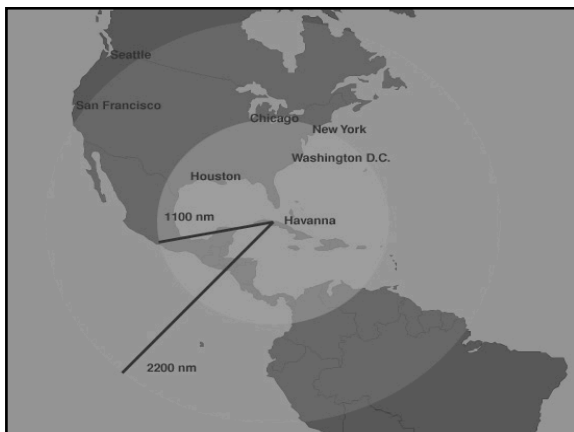 Seattle
San Francisco
Chicago
New York
Washington D.C.
Houston
1100 nm
Havanna
2200 nm